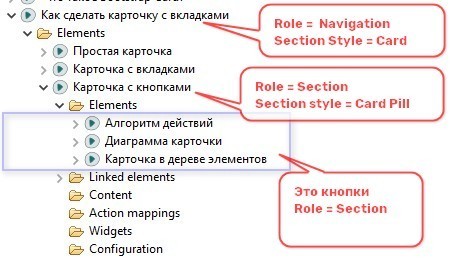 Как сделать карточку с вкладками
Elements
Простая карточка
Карточка с вкладками
Карточка с кнопками
Elements
Алгоритм действий
Диаграмма карточки
Карточка в дереве элементов
Linked elements
Content
Action mappings
Widgets
Configuration
Role = Navigation
Section Style = Card
Role = Section
Section style = Card Pill
Это кнопки
Role = Section